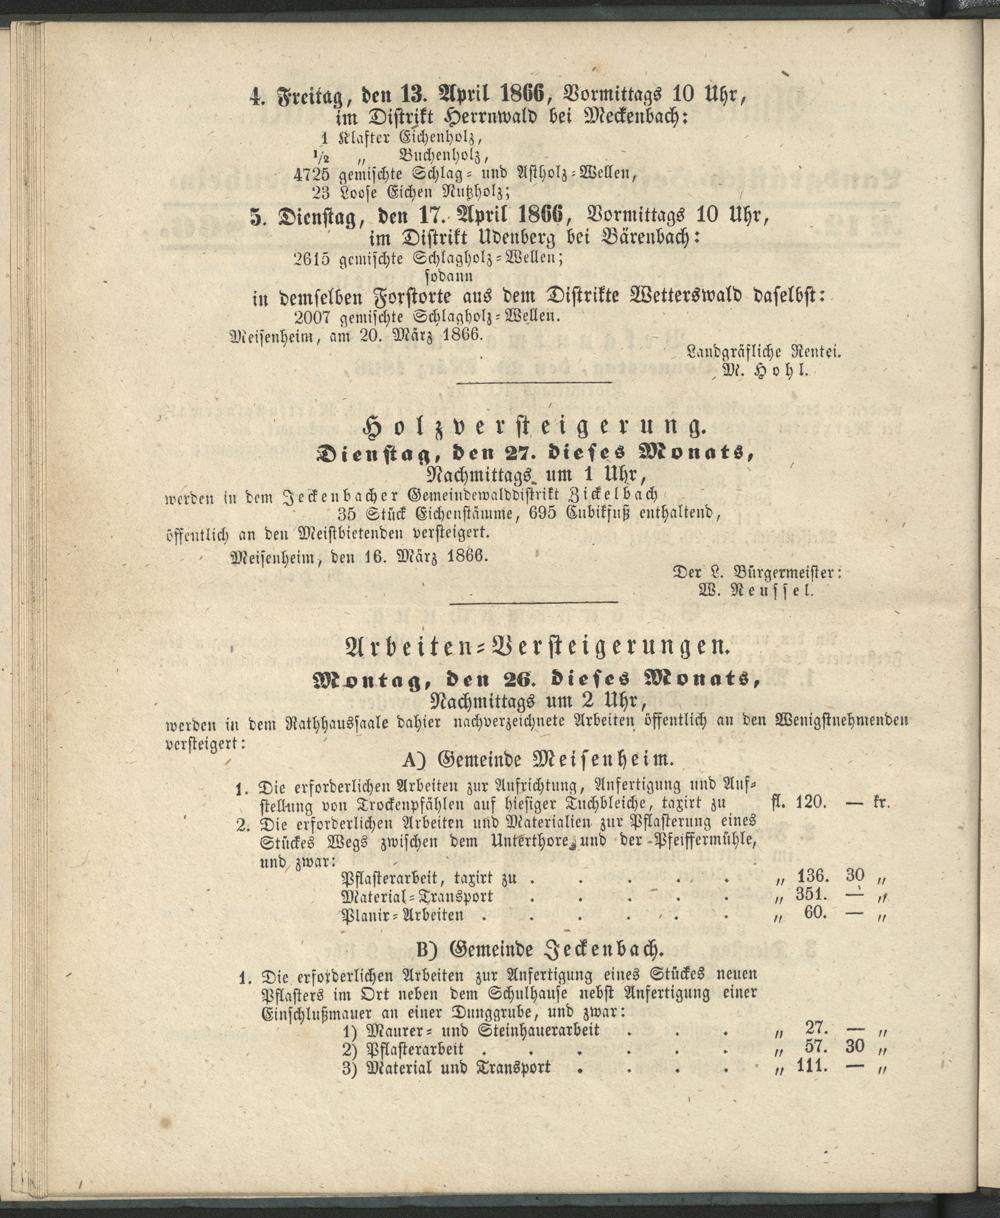 4. Freitag, den 13. April 1866, Vormittags 10 Uhr,
im Distrikt Herrnwald bei Meckenbach:
1 Klafter Eichenholz,
1/2 „ Buchenholz,
4725 gemischte Schlag- und Astholz-Wellen,
23 Loose Eichen Nutzholz;
5. Dienstag, den 17. April 1866, Vormittags 10 Uhr,
im Distrikt Udenberg bei Bärenbach:
2615 gemischte Schlagholz-Wellen;
sodann
in demselben Forstorte aus dem Distrikte Wetterswald daselbst:
2007 gemischte Schlagholz-Wellen.
Meisenheim, am 20. März 1866.
Landgräfliche Rentei.
M. Hohl.
Holzversteigerung.
Dienstag, den 27. dieses Monats,
Nachmittags um 1 Uhr,
werden in dem Jeckenbacher Gemeindewalddistrikt Zickelbach
35 Stück Eichenstämme, 695 Cubikfuß enthaltend,
öffentlich an den Meistbietenden versteigert.
Meisenheim, den 16. März 1866.
Der L. Bürgermeister:
W. Neussel.
Arbeiten-Versteigerungen.
Montag, den 26. dieses Monats,
Nachmittags um 2 Uhr,
werden in dem Rathhaussaale dahier nachverzeichnete Arbeiten öffentlich an den Wenigstnehmenden
versteigert:
A) Gemeinde Meisenheim.
1. Die erforderlichen Arbeiten zur Aufrichtung, Anfertigung und Auf-
stellung von Trockenpfählen auf hiesiger Tuchbleiche, taxirt zu fl. 120. — kr.
2. Die erforderlichen Arbeiten und Materialien zur Pflasterung eines
Stückes Wegs zwischen dem Unterthore und der Pfeiffermühle,
und zwar:
Pflasterarbeit, taxirt zu . . . . . „ 136. 30 „
Material-Transport . . . . . „ 351. — „
Planir-Arbeiten . . . . . . „ 60. — „
B) Gemeinde Jeckenbach.
1. Die erforderlichen Arbeiten zur Anfertigung eines Stückes neuen
Pflasters im Ort neben dem Schulhause nebst Anfertigung einer
Einschlußmauer an einer Dunggrube, und zwar:
1) Maurer- und Steinhauerarbeit . . . „ 27. — „
2) Pflasterarbeit . . . . . . „ 57. 30 „
3) Material und Transport . . . . „ 111. — „